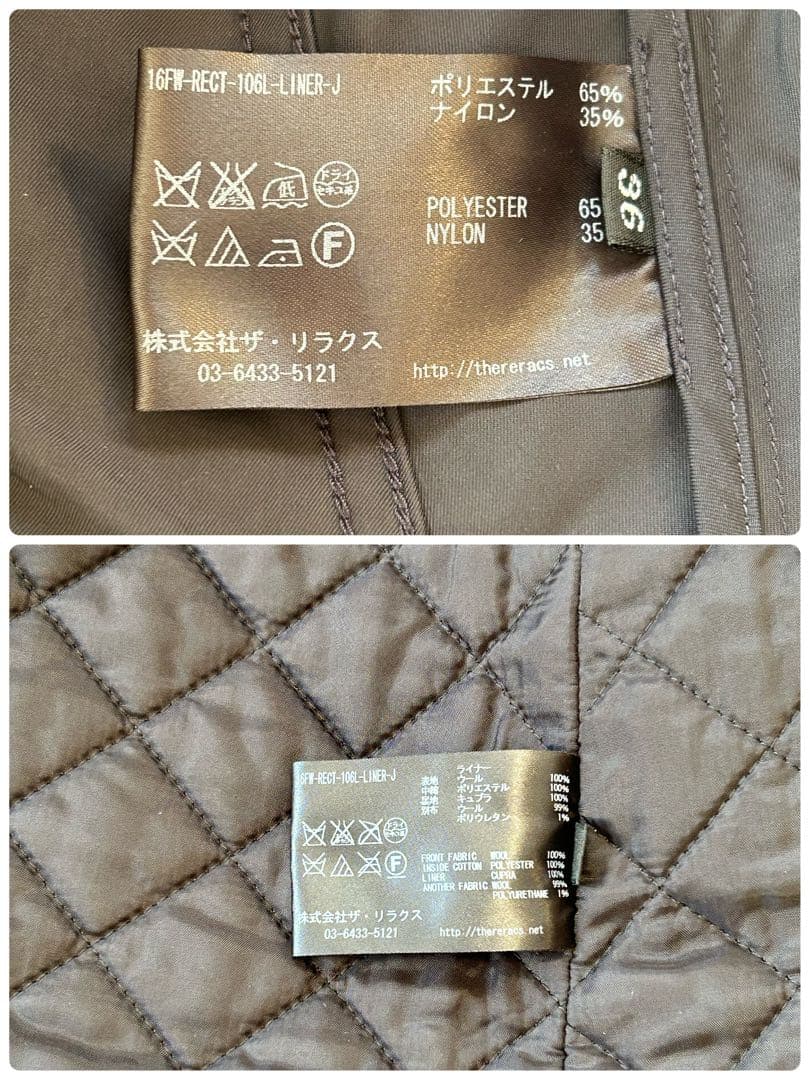 16FW-RECT-106L-LINER-J
ポリエステル 65%
ナイロン 35%
低
ドライ
セキユ系
POLYESTER 65
NYLON 35
F
36
株式会社ザ・リラクス
03-6433-5121
http://thereracs.net
16FW-RECT-106L-LINER-J
ライナー
表地 ウール 100%
中綿 ポリエステル 100%
裏地 キュプラ 100%
別布 ウール 99%
ポリウレタン 1%
FRONT FABRIC WOOL 100%
INSIDE COTTON POLYESTER 100%
LINER CUPRA 100%
ANOTHER FABRIC WOOL 99%
POLYURETHANE 1%
F
株式会社ザ・リラクス
03-6433-5121
http://thereracs.net